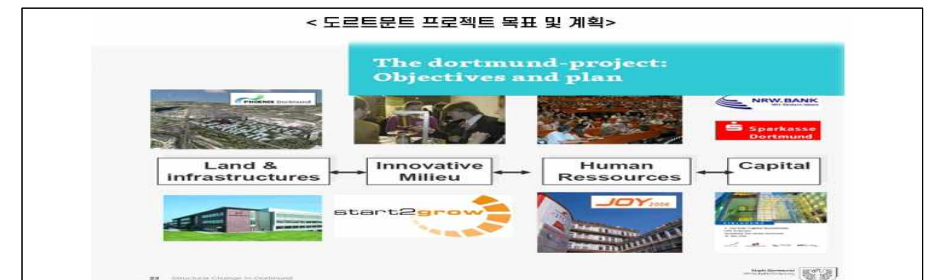 < 도르트문트 프로젝트 목표 및 계획>
The dortmund-project:
Objectives and plan
PHOENIX Dortmund
NRW.BANK
Sparkasse
Dortmund
Land &
infrastructures
Innovative
Milieu
Human
Ressources
Capital
start2grow
JOY
23 Structural Change in Dortmund